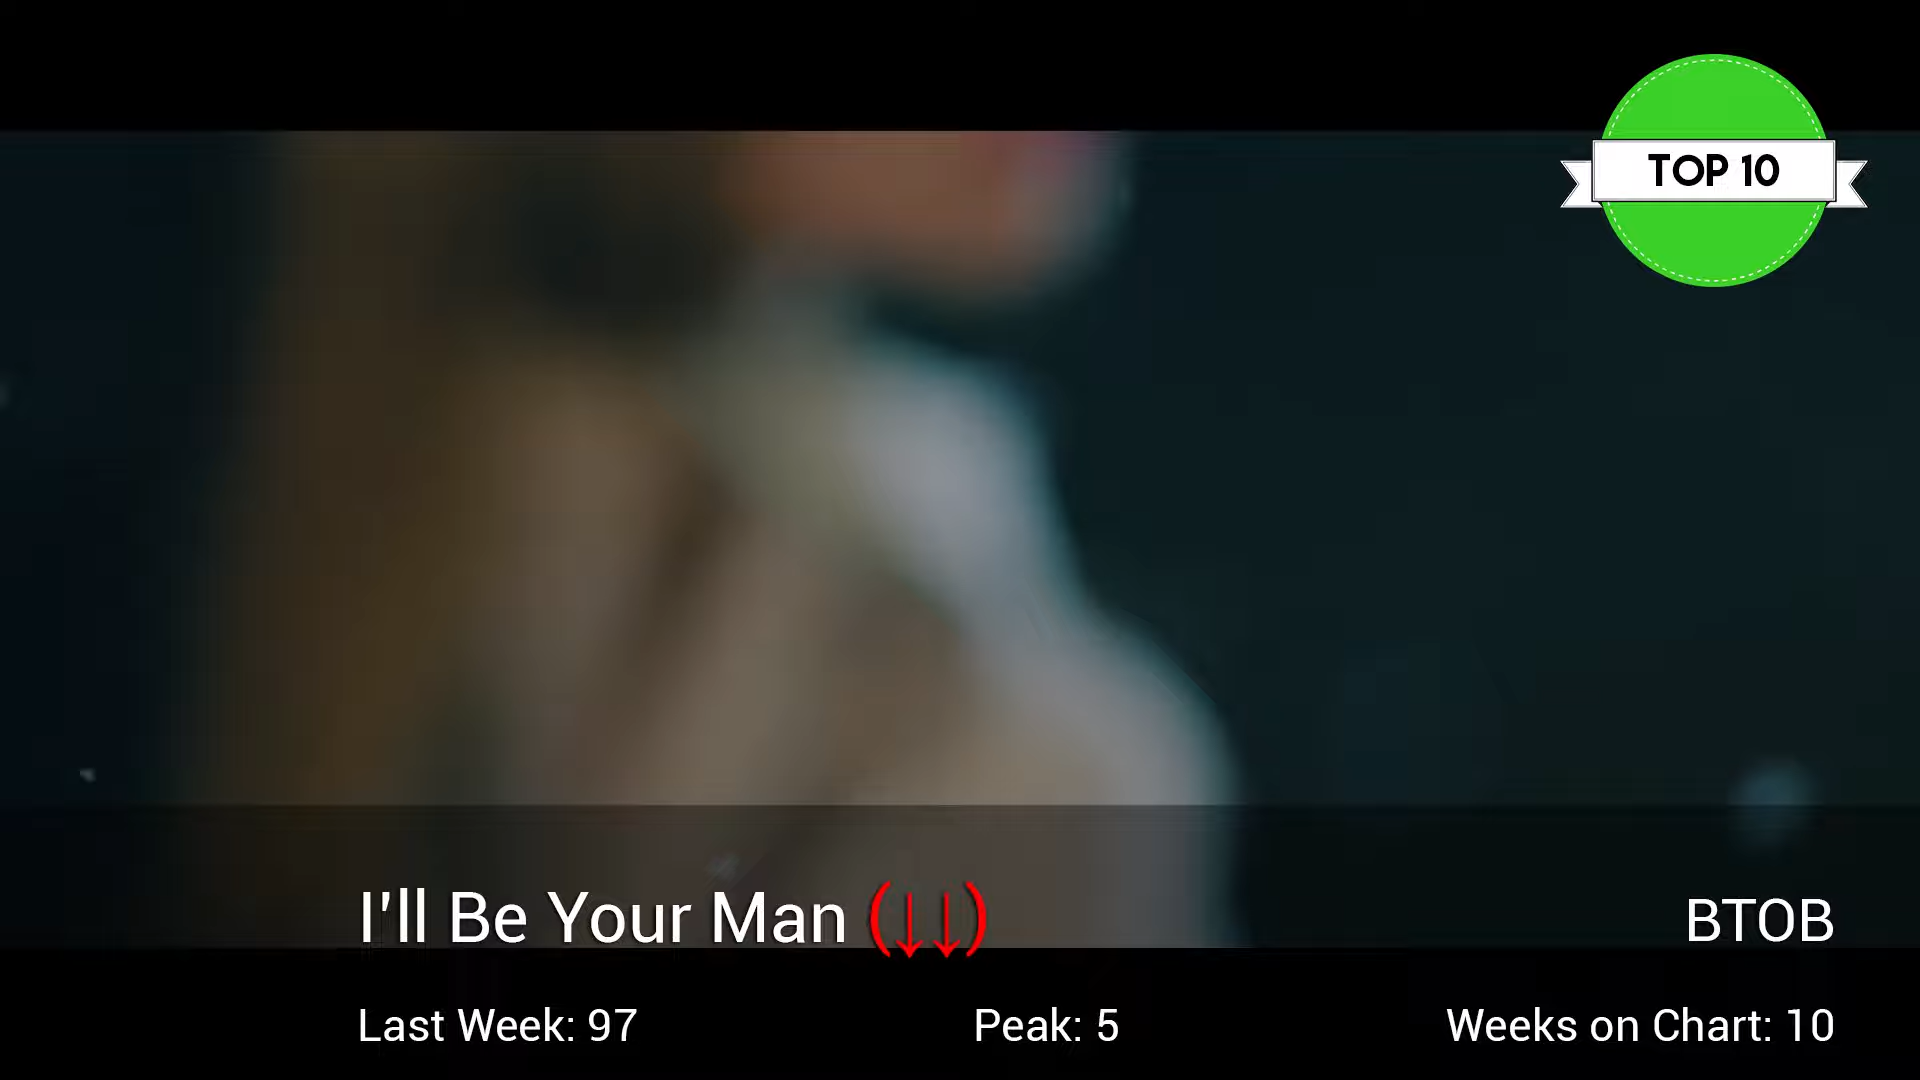 TOP 10
I'll Be Your Man (↓↓)
BTOB
Last Week: 97
Peak: 5
Weeks on Chart: 10